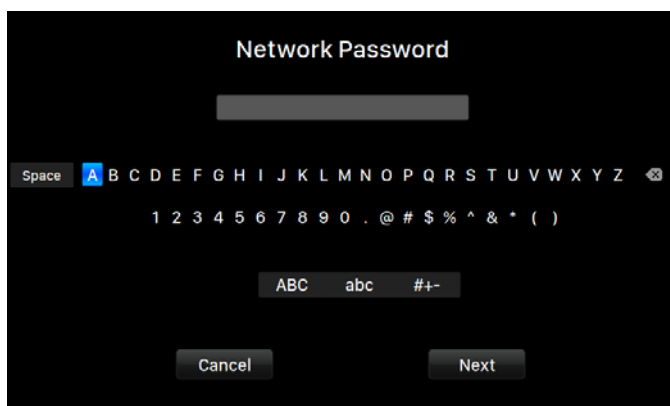 Network Password
Space A B C D E F G H I J K L M N O P Q R S T U V W X Y Z
1 2 3 4 5 6 7 8 9 0 . @ # $ % ^ & * ( )
ABC abc #+-
Cancel Next